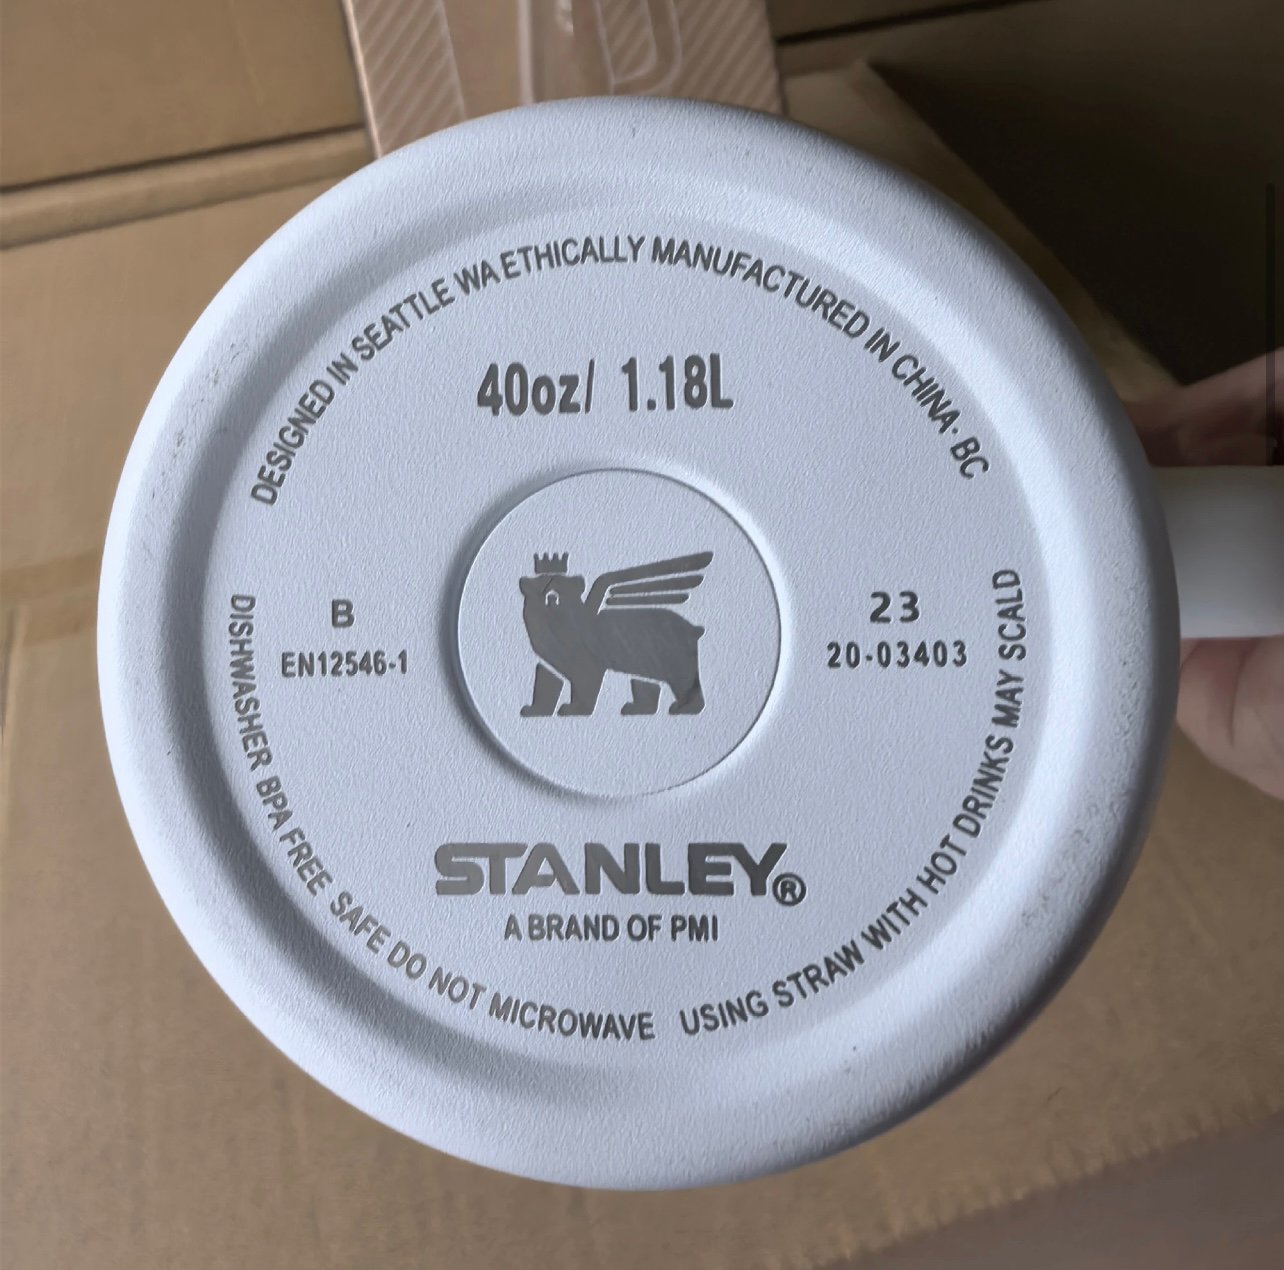 DESIGNED IN SEATTLE WA ETHICALLY MANUFACTURED IN CHINA· BC
40oz/ 1.18L
B
EN12546-1
23
20-03403
STANLEY®
A BRAND OF PMI
DISHWASHER BPA FREE SAFE DO NOT MICROWAVE USING STRAW WITH HOT DRINKS MAY SCALD